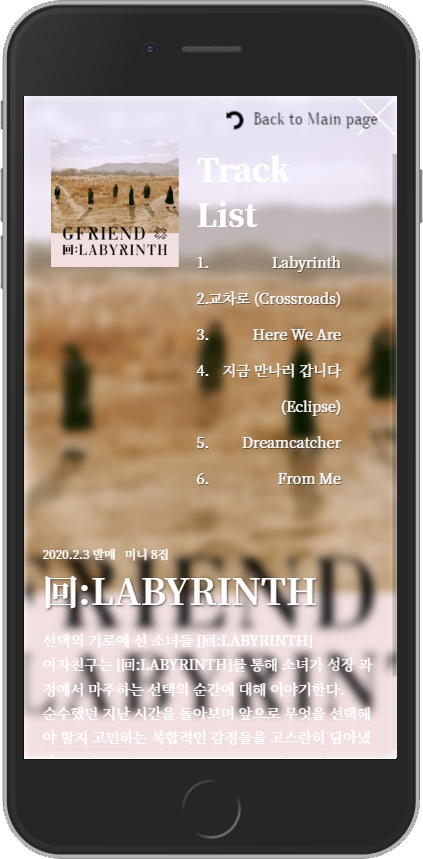 Back to Main page
GFRIEND
回:LABYRINTH
Track
List
1. Labyrinth
2.교차로 (Crossroads)
3. Here We Are
4. 지금 만나러 갑니다
(Eclipse)
5. Dreamcatcher
6. From Me
2020.2.3 발매 미니 8집
回:LABYRINTH
선택의 기로에 선 소녀들 [回:LABYRINTH]
여자친구는 [回:LABYRINTH]를 통해 소녀가 성장 과
정에서 마주하는 선택의 순간에 대해 이야기한다.
순수했던 지난 시간을 돌아보며 앞으로 무엇을 선택해
야 할지 고민하는 복합적인 감정들을 고스란히 담아냈